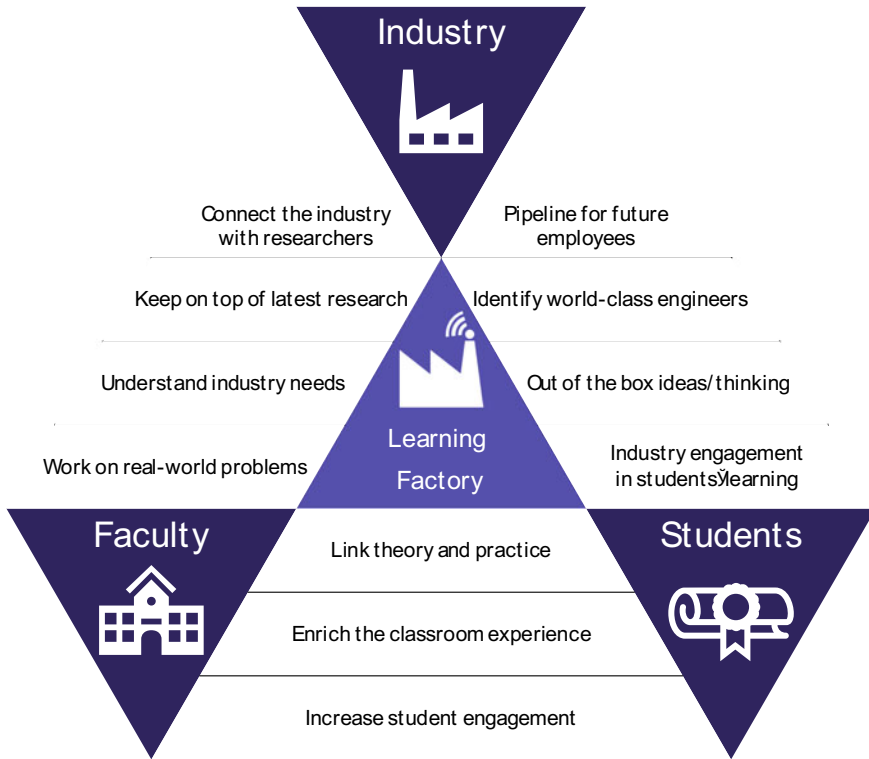 Industry
Connect the industry
with researchers
Pipeline for future
employees
Keep on top of latest research
Identify world-class engineers
Understand industry needs
Out of the box ideas/ thinking
Learning
Factory
Work on real-world problems
Industry engagement
in studentsЎlearning
Faculty
Students
Link theory and practice
Enrich the classroom experience
Increase student engagement